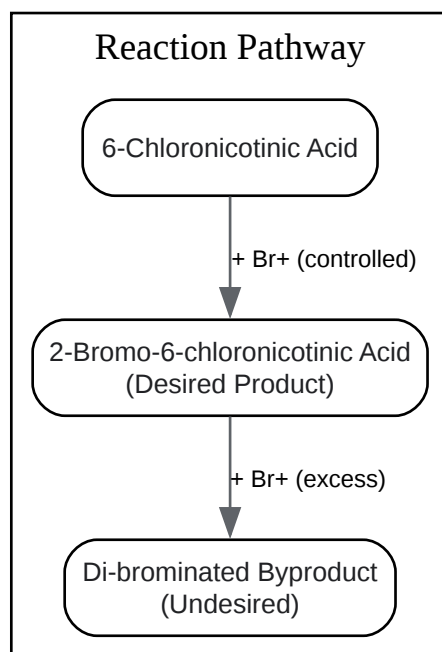 Reaction Pathway
6-Chloronicotinic Acid
+ Br+ (controlled)
2-Bromo-6-chloronicotinic Acid
(Desired Product)
+ Br+ (excess)
Di-brominated Byproduct
(Undesired)